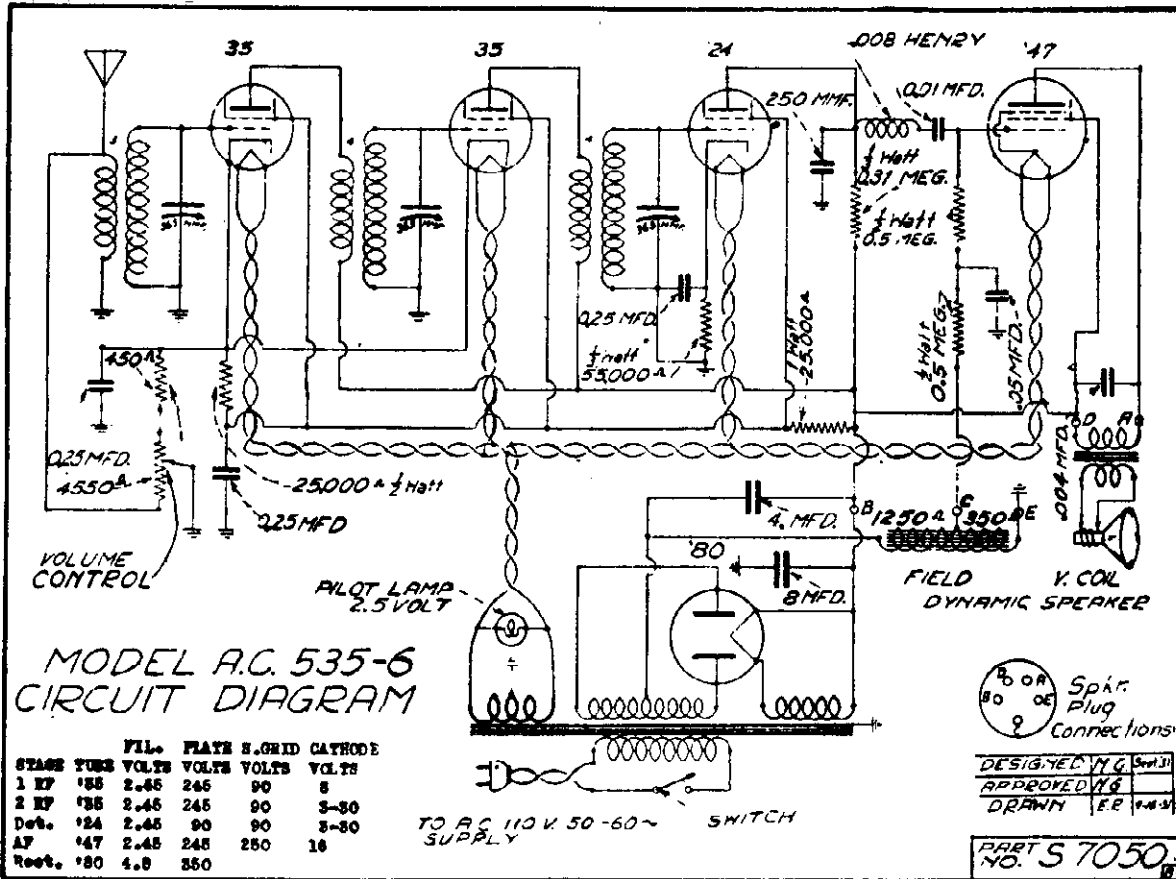 35
35
'24
.008 HENRY
'47
250 MMF.
0.01 MFD.
½ Watt
0.31 MEG.
½ Watt
0.5 MEG.
0.25 MFD.
½ Watt
55,000 Ω
1 Watt
25,000 Ω
½ Watt
0.5 MEG.
.05 MFD.
450 Ω
0.25 MFD.
4550 Ω
25,000 Ω ½ Watt
0.25 MFD
VOLUME
CONTROL
.004 MFD.
D A
4. MFD.
B
1250 Ω
C
350 Ω
E
'80
8 MFD.
FIELD
V. COIL
DYNAMIC SPEAKER
PILOT LAMP
2.5 VOLT
MODEL A.C. 535-6
CIRCUIT DIAGRAM
FIL. PLATE S.GRID CATHODE
STAGE TUBE VOLTS VOLTS VOLTS VOLTS
1 RF '35 2.45 245 90 3
2 RF '35 2.45 245 90 3-30
Det. '24 2.45 90 90 3-30
AF '47 2.45 245 250 16
Rect. '80 4.8 350
TO A.C. 110 V. 50-60~
SUPPLY
SWITCH
D A
B E
C
Spkr.
Plug
Connections
DESIGNED M G
APPROVED M G
DRAWN E.R.
PART
NO. S 7050